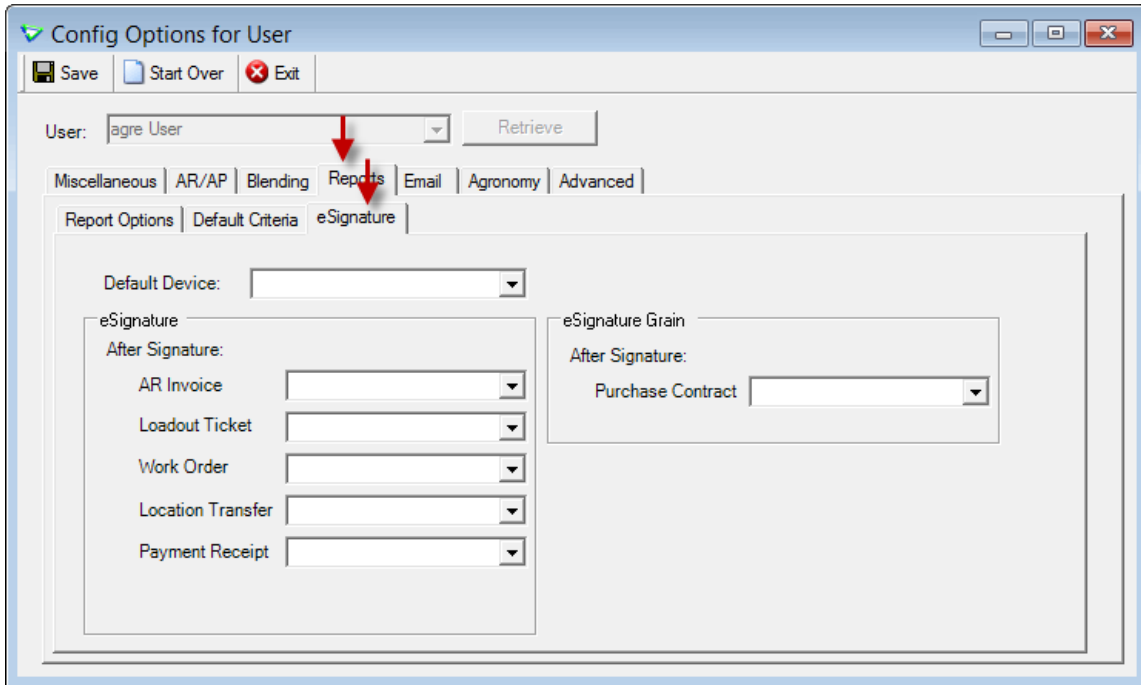 Config Options for User
Save Start Over Exit
User: agre User Retrieve
Miscellaneous AR/AP Blending Reports Email Agronomy Advanced
Report Options Default Criteria eSignature
Default Device:
eSignature
After Signature:
AR Invoice
Loadout Ticket
Work Order
Location Transfer
Payment Receipt
eSignature Grain
After Signature:
Purchase Contract